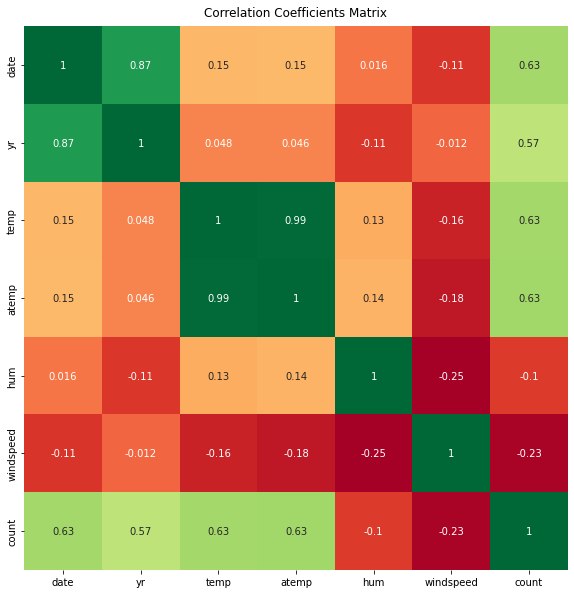 Correlation Coefficients Matrix
date 1 0.87 0.15 0.15 0.016 -0.11 0.63
yr 0.87 1 0.048 0.046 -0.11 -0.012 0.57
temp 0.15 0.048 1 0.99 0.13 -0.16 0.63
atemp 0.15 0.046 0.99 1 0.14 -0.18 0.63
hum 0.016 -0.11 0.13 0.14 1 -0.25 -0.1
windspeed -0.11 -0.012 -0.16 -0.18 -0.25 1 -0.23
count 0.63 0.57 0.63 0.63 -0.1 -0.23 1
date yr temp atemp hum windspeed count